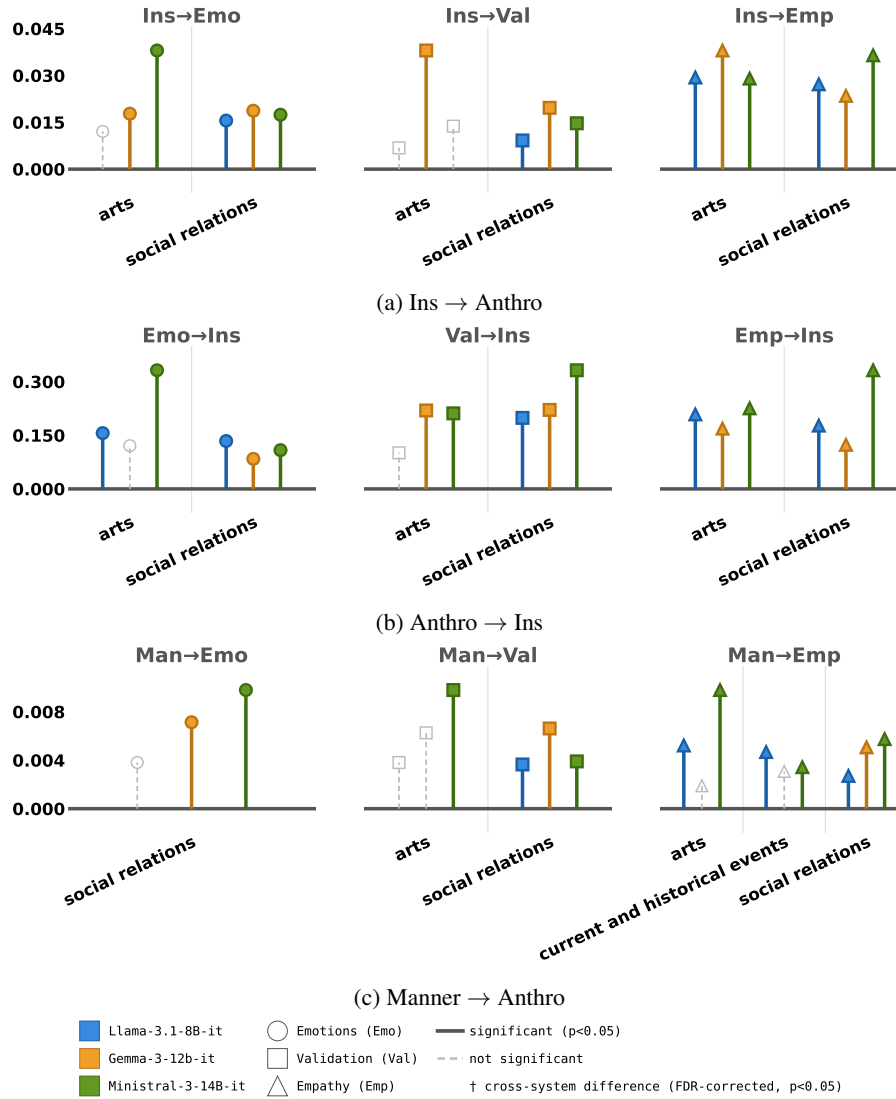 Ins→Emo
Ins→Val
Ins→Emp
0.045
0.030
0.015
0.000
arts
social relations
arts
social relations
arts
social relations
(a) Ins → Anthro
Emo→Ins
Val→Ins
Emp→Ins
0.300
0.150
0.000
arts
social relations
arts
social relations
arts
social relations
(b) Anthro → Ins
Man→Emo
Man→Val
Man→Emp
0.008
0.004
0.000
social relations
arts
social relations
arts
current and historical events
social relations
(c) Manner → Anthro
Llama-3.1-8B-it
Emotions (Emo)
significant (p<0.05)
Gemma-3-12b-it
Validation (Val)
not significant
Ministral-3-14B-it
Empathy (Emp)
† cross-system difference (FDR-corrected, p<0.05)